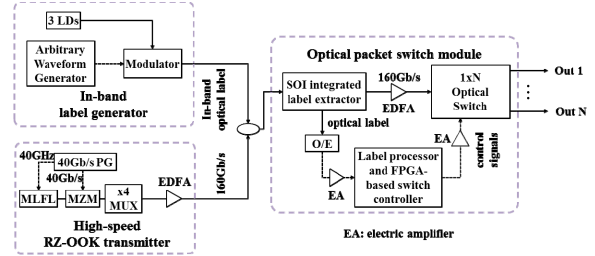 3 LDs
Arbitrary
Waveform
Generator
Modulator
In-band
label generator
In-band
optical label
160Gb/s
40GHz
40Gb/s PG
40Gb/s
MLFL
MZM
x4
MUX
EDFA
High-speed
RZ-OOK transmitter
Optical packet switch module
SOI integrated
label extractor
160Gb/s
EDFA
1xN
Optical
Switch
Out 1
Out N
optical label
O/E
EA
Label processor
and FPGA-
based switch
controller
EA
control
signals
EA: electric amplifier